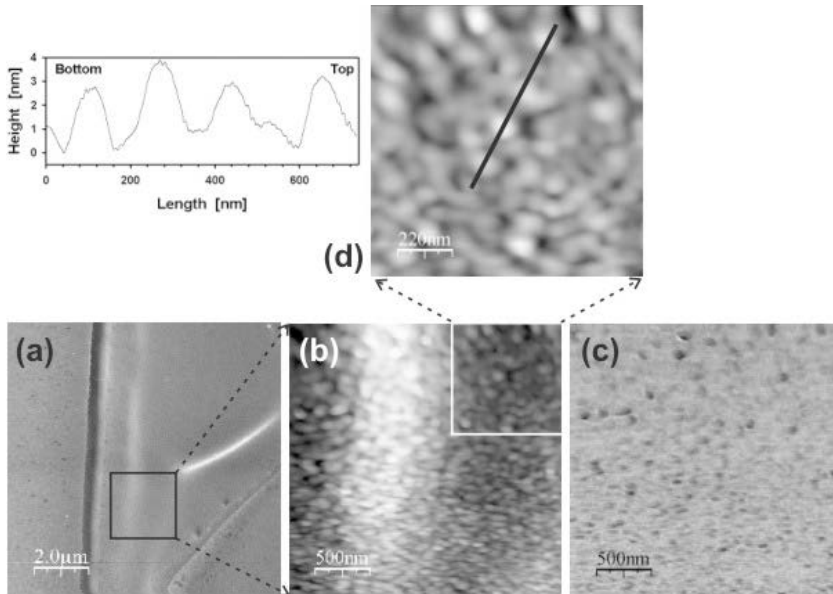 Bottom Top
4
3
2
1
0
Height [nm]
0 200 400 600
Length [nm]
220nm
(d)
(a) (b) (c)
2.0µm 500nm 500nm